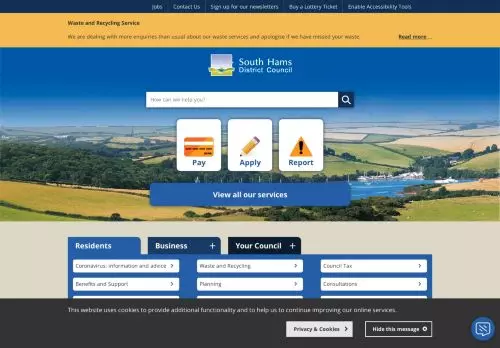 Jobs Contact Us Sign up for our newsletters Buy a Lottery Ticket Enable Accessibility Tools
Waste and Recycling Service
We are dealing with more enquiries than usual about our waste services and apologise if we have missed your waste. Read more...
South Hams
District Council
How can we help you?
Pay Apply Report
View all our services
Residents Business + Your Council +
Coronavirus: information and advice Waste and Recycling Council Tax
Benefits and Support Planning Consultations
This website uses cookies to provide additional functionality and to help us to continue improving our online services.
Privacy & Cookies Hide this message